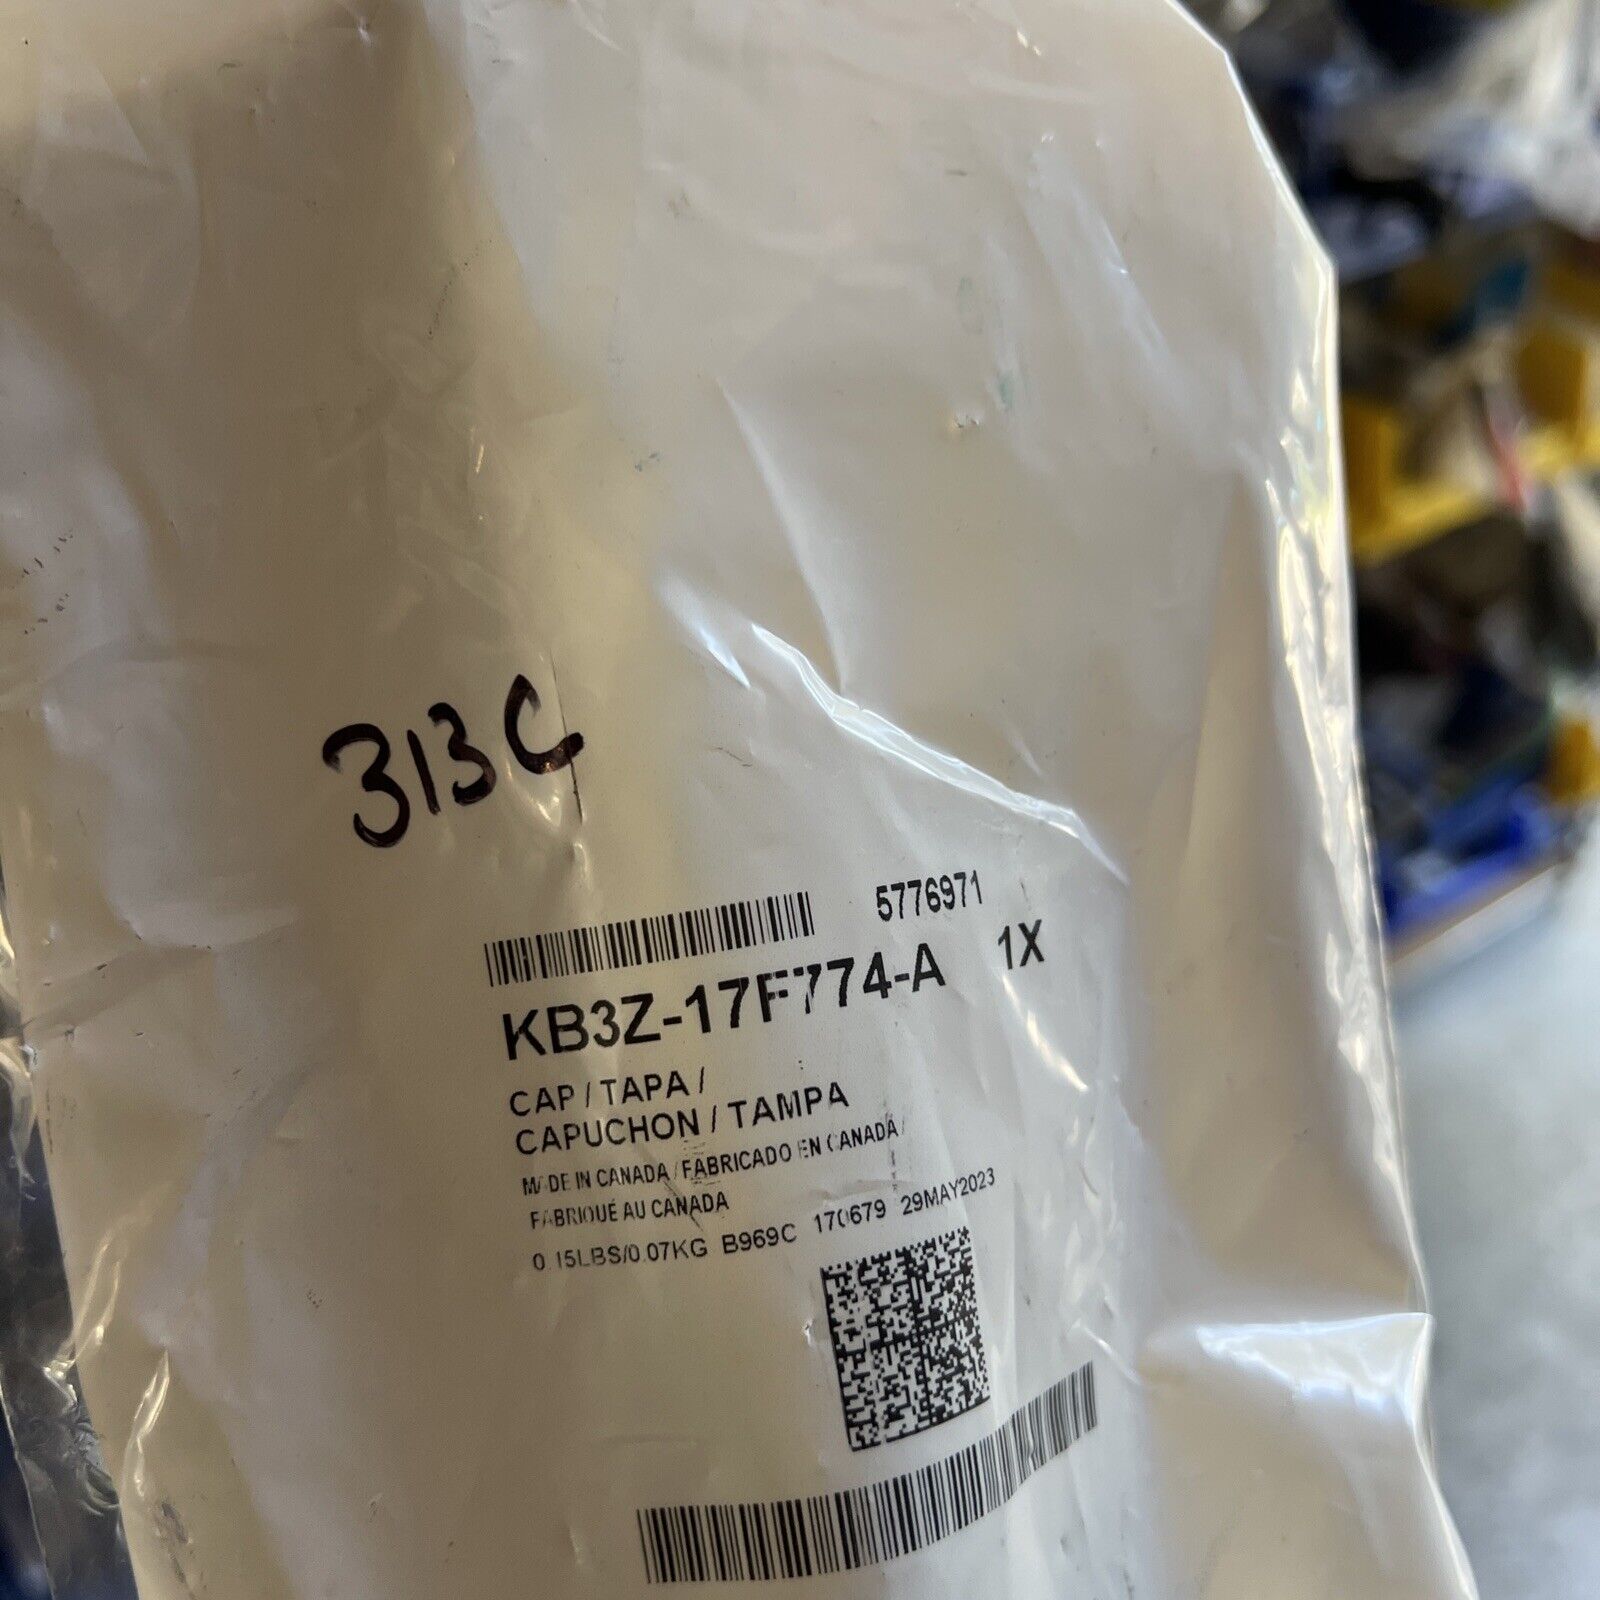 313C
5776971
KB3Z-17F774-A 1X
CAP / TAPA /
CAPUCHON / TAMPA
MADE IN CANADA / FABRICADO EN CANADA /
FABRIQUÉ AU CANADA
0.15LBS/0.07KG B969C 170679 29MAY2023